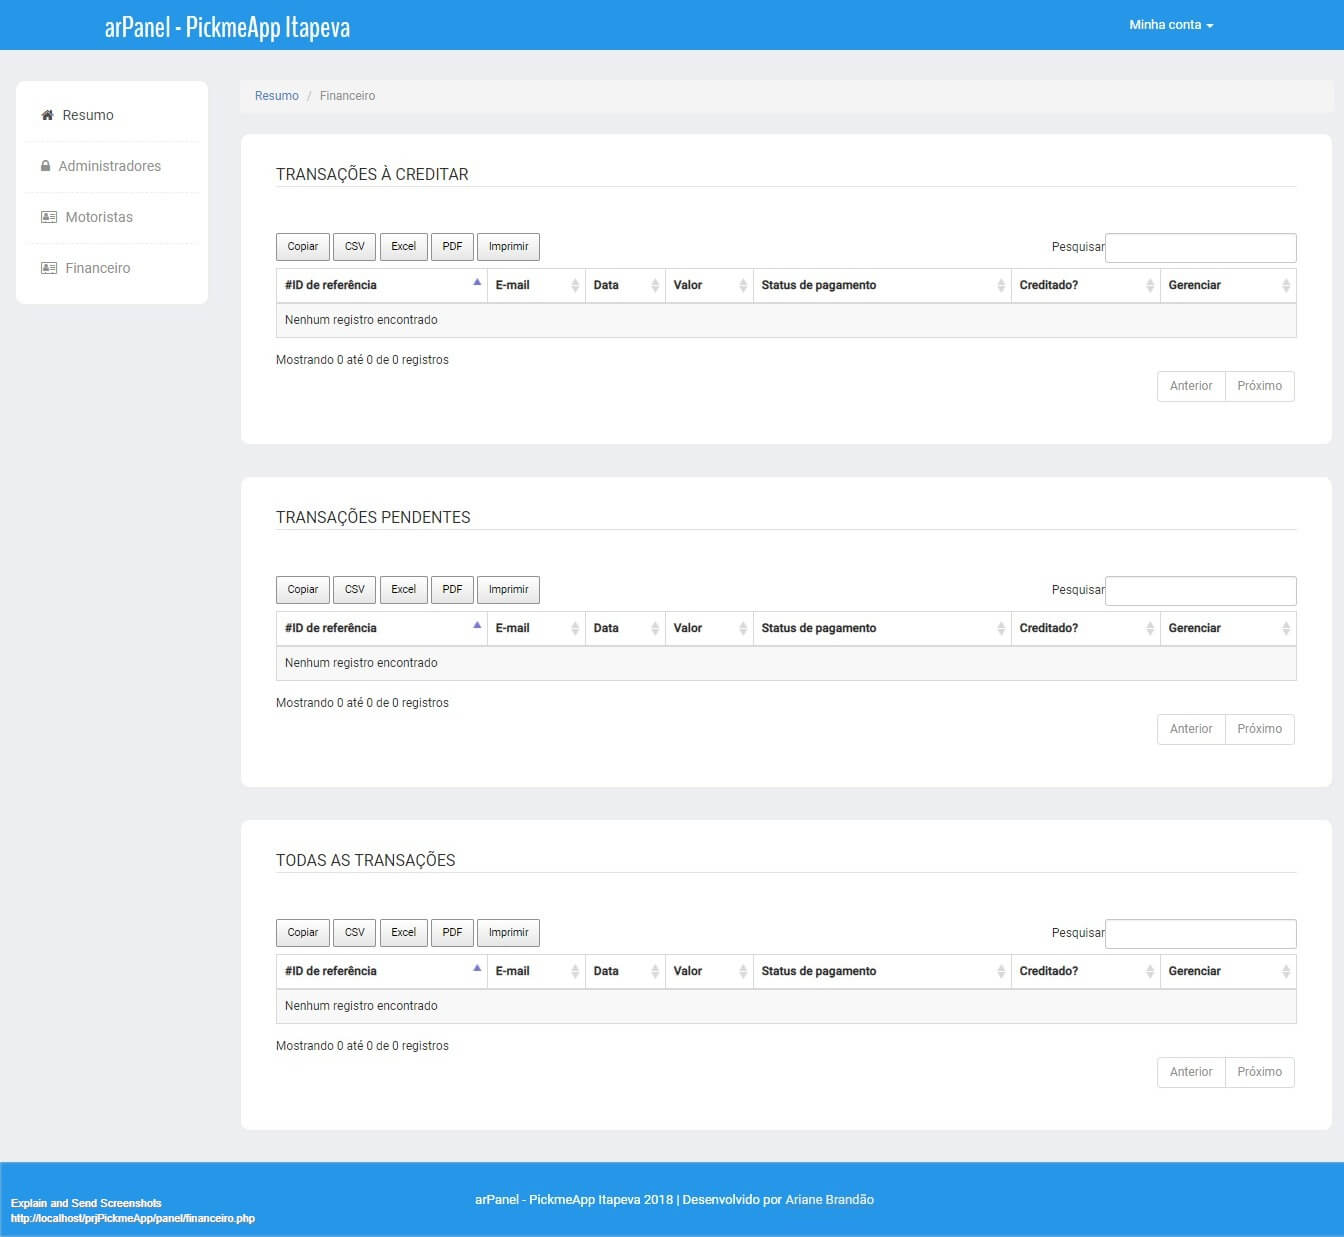 arPanel - PickmeApp Itapeva
Minha conta
Resumo
Administradores
Motoristas
Financeiro
Resumo / Financeiro
TRANSAÇÕES À CREDITAR
Copiar CSV Excel PDF Imprimir Pesquisar
#ID de referência E-mail Data Valor Status de pagamento Creditado? Gerenciar
Nenhum registro encontrado
Mostrando 0 até 0 de 0 registros
Anterior Próximo
TRANSAÇÕES PENDENTES
Copiar CSV Excel PDF Imprimir Pesquisar
#ID de referência E-mail Data Valor Status de pagamento Creditado? Gerenciar
Nenhum registro encontrado
Mostrando 0 até 0 de 0 registros
Anterior Próximo
TODAS AS TRANSAÇÕES
Copiar CSV Excel PDF Imprimir Pesquisar
#ID de referência E-mail Data Valor Status de pagamento Creditado? Gerenciar
Nenhum registro encontrado
Mostrando 0 até 0 de 0 registros
Anterior Próximo
arPanel - PickmeApp Itapeva 2018 | Desenvolvido por Ariane Brandão
Explain and Send Screenshots
http://localhost/prjPickmeApp/panel/financeiro.php